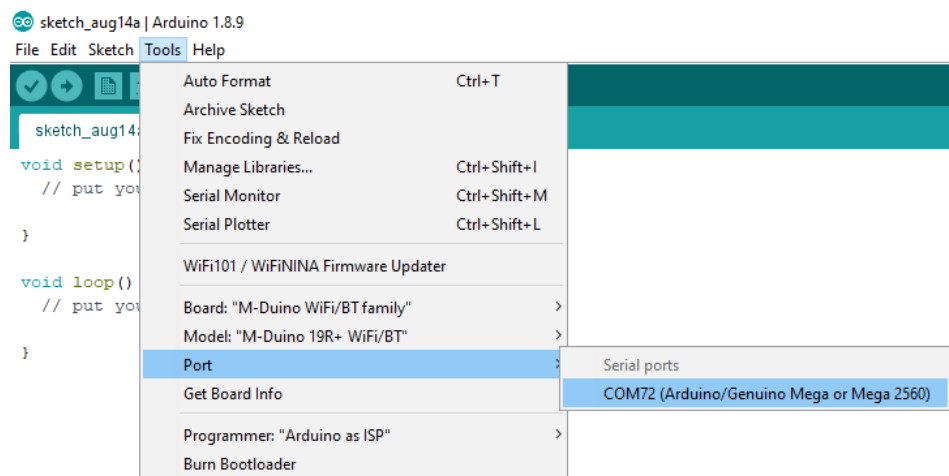 sketch_aug14a | Arduino 1.8.9
File Edit Sketch Tools Help
Auto Format Ctrl+T
Archive Sketch
sketch_aug14a
Fix Encoding & Reload
void setup()
Manage Libraries... Ctrl+Shift+I
// put you
Serial Monitor Ctrl+Shift+M
Serial Plotter Ctrl+Shift+L
}
WiFi101 / WiFiNINA Firmware Updater
void loop()
// put you
Board: "M-Duino WiFi/BT family"
Model: "M-Duino 19R+ WiFi/BT"
}
Port
Serial ports
Get Board Info
COM72 (Arduino/Genuino Mega or Mega 2560)
Programmer: "Arduino as ISP"
Burn Bootloader